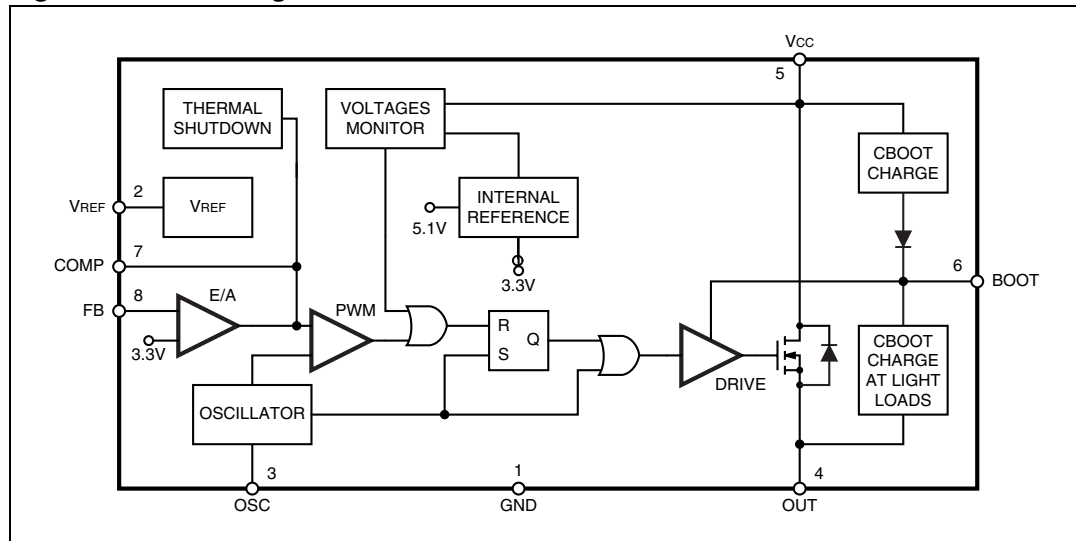 Vcc
5
THERMAL
SHUTDOWN
VOLTAGES
MONITOR
CBOOT
CHARGE
2
VREF
VREF
INTERNAL
REFERENCE
5.1V
3.3V
COMP
7
6
BOOT
FB
8
E/A
3.3V
PWM
R
S
Q
DRIVE
CBOOT
CHARGE
AT LIGHT
LOADS
OSCILLATOR
3
OSC
1
GND
4
OUT